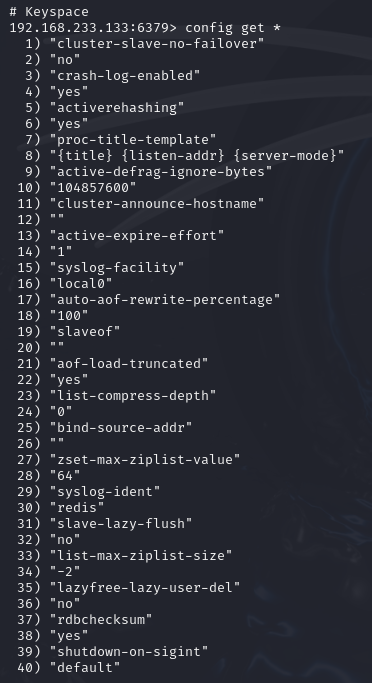 # Keyspace
192.168.233.133:6379> config get *
1) "cluster-slave-no-failover"
2) "no"
3) "crash-log-enabled"
4) "yes"
5) "activerehashing"
6) "yes"
7) "proc-title-template"
8) "{title} {listen-addr} {server-mode}"
9) "active-defrag-ignore-bytes"
10) "104857600"
11) "cluster-announce-hostname"
12) ""
13) "active-expire-effort"
14) "1"
15) "syslog-facility"
16) "local0"
17) "auto-aof-rewrite-percentage"
18) "100"
19) "slaveof"
20) ""
21) "aof-load-truncated"
22) "yes"
23) "list-compress-depth"
24) "0"
25) "bind-source-addr"
26) ""
27) "zset-max-ziplist-value"
28) "64"
29) "syslog-ident"
30) "redis"
31) "slave-lazy-flush"
32) "no"
33) "list-max-ziplist-size"
34) "-2"
35) "lazyfree-lazy-user-del"
36) "no"
37) "rdbchecksum"
38) "yes"
39) "shutdown-on-sigint"
40) "default"